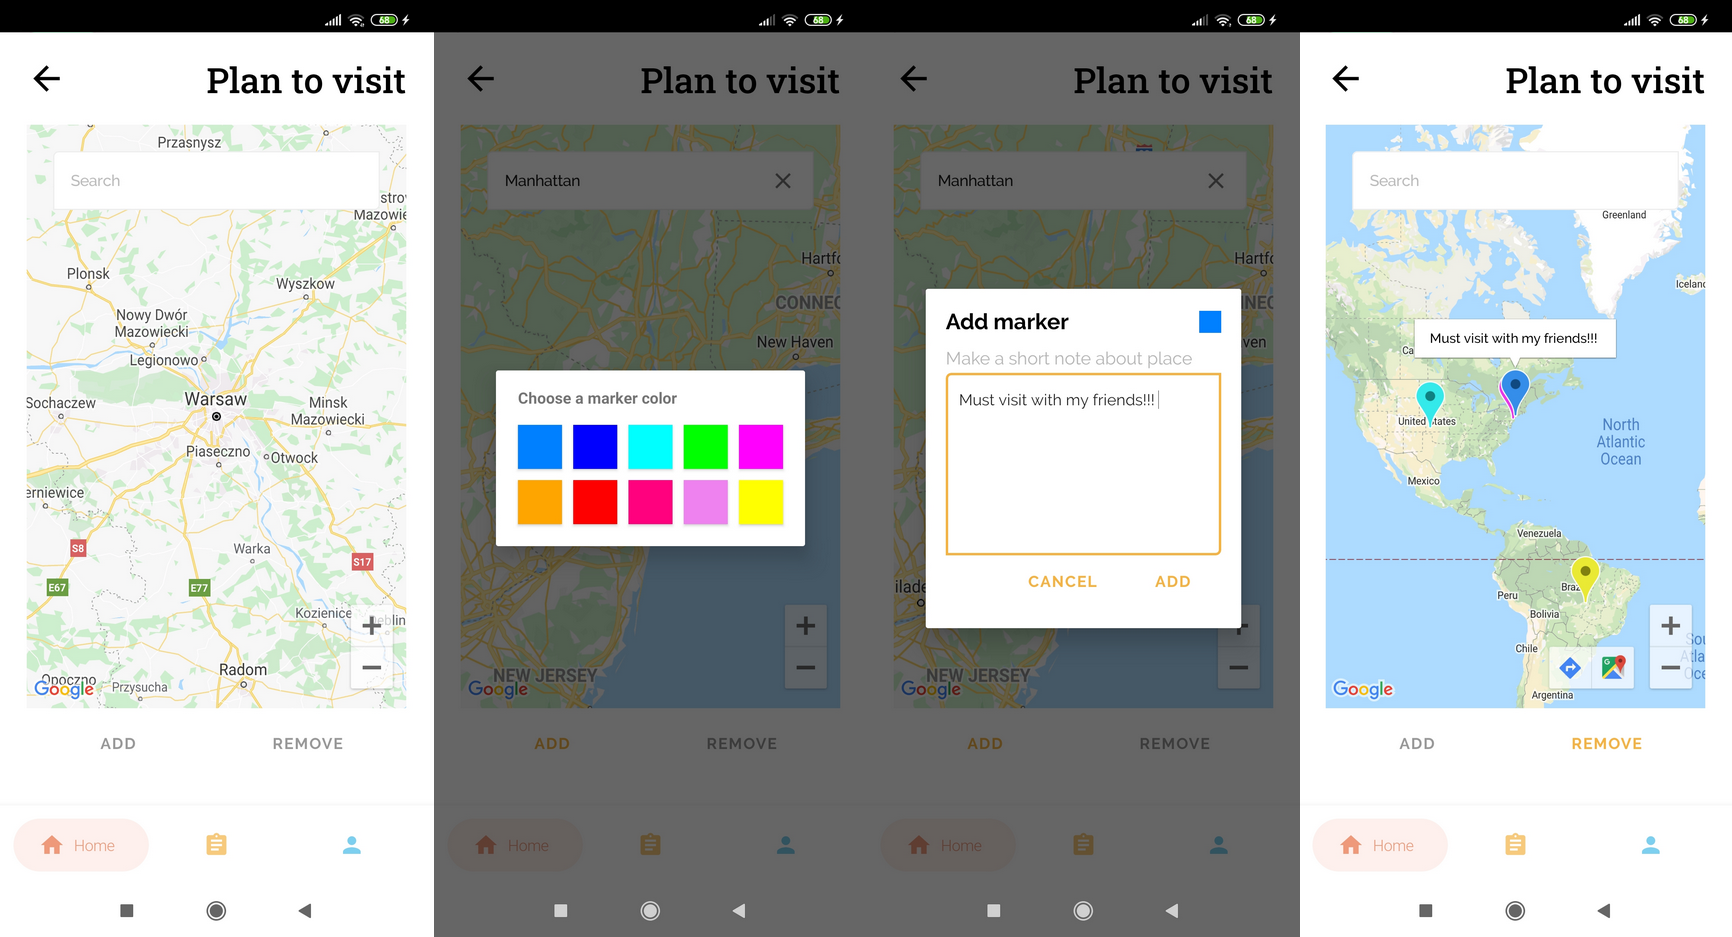 68
Plan to visit
Przasnysz
Search
stro
Mazowie
Plonsk
Wyszkow
Nowy Dwór
Mazowiecki
Legionowo
Sochaczew
Warsaw
Minsk
Mazowiecki
Piaseczno
Otwock
erniewice
S8
Warka
S17
E67
E77
Kozienice
eblin
+
Radom
−
Opoczno
Google
Przysucha
ADD REMOVE
Home
68
Plan to visit
Manhattan
Hartfo
CONNEC
New Haven
Choose a marker color
+
−
NEW JERSEY
Google
ADD REMOVE
Home
68
Plan to visit
Manhattan
Hartfo
NEC
ven
Add marker
Make a short note about place
Must visit with my friends!!!
CANCEL ADD
ilade
+
−
NEW JERSEY
Google
ADD REMOVE
Home
68
Plan to visit
Search
Greenland
Iceland
Must visit with my friends!!!
Ca
United States
North
Atlantic
Ocean
Mexico
Venezuela
Braz
Peru
Bolivia
+
Chile
Sou
Atla
Oce
−
G
Google
Argentina
ADD REMOVE
Home